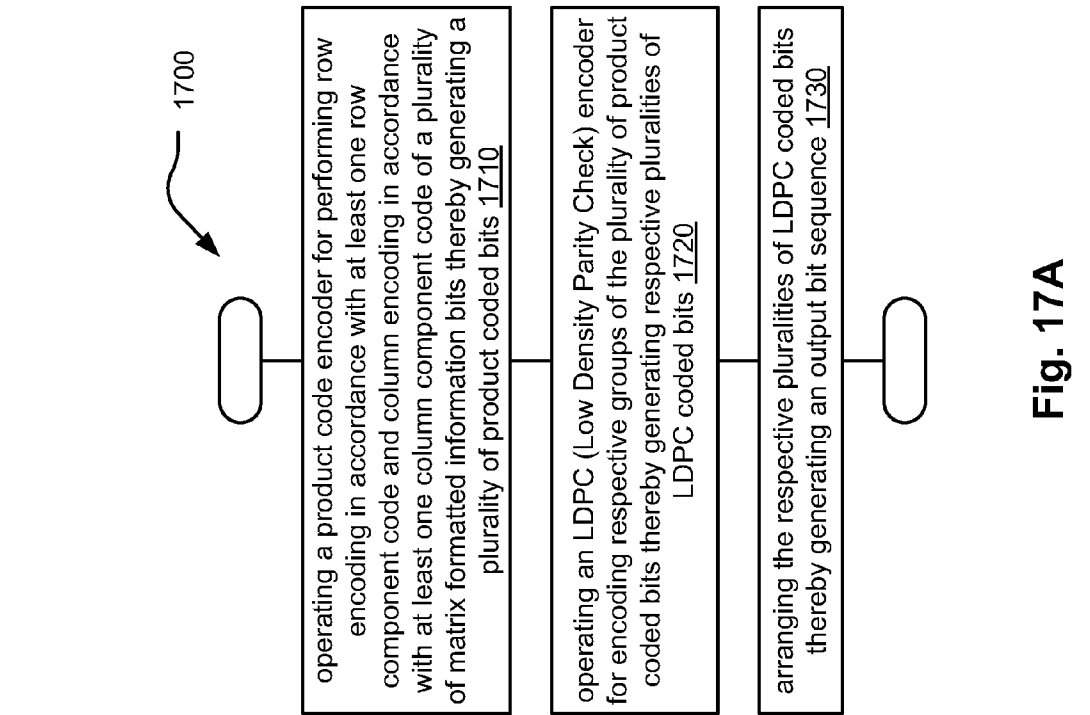 1700
operating a product code encoder for performing row
encoding in accordance with at least one row
component code and column encoding in accordance
with at least one column component code of a plurality
of matrix formatted information bits thereby generating a
plurality of product coded bits 1710
operating an LDPC (Low Density Parity Check) encoder
for encoding respective groups of the plurality of product
coded bits thereby generating respective pluralities of
LDPC coded bits 1720
arranging the respective pluralities of LDPC coded bits
thereby generating an output bit sequence 1730
Fig. 17A